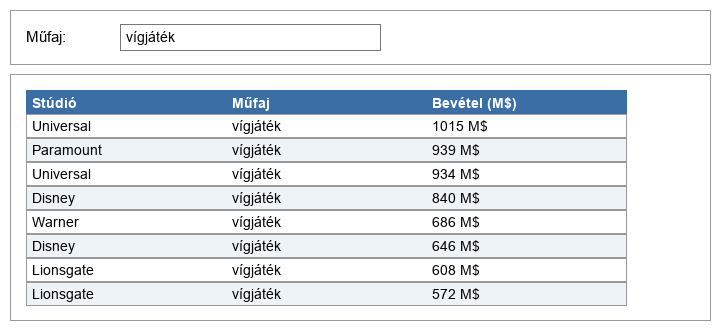 Műfaj: vígjáték
Stúdió Műfaj Bevétel (M$)
Universal vígjáték 1015 M$
Paramount vígjáték 939 M$
Universal vígjáték 934 M$
Disney vígjáték 840 M$
Warner vígjáték 686 M$
Disney vígjáték 646 M$
Lionsgate vígjáték 608 M$
Lionsgate vígjáték 572 M$